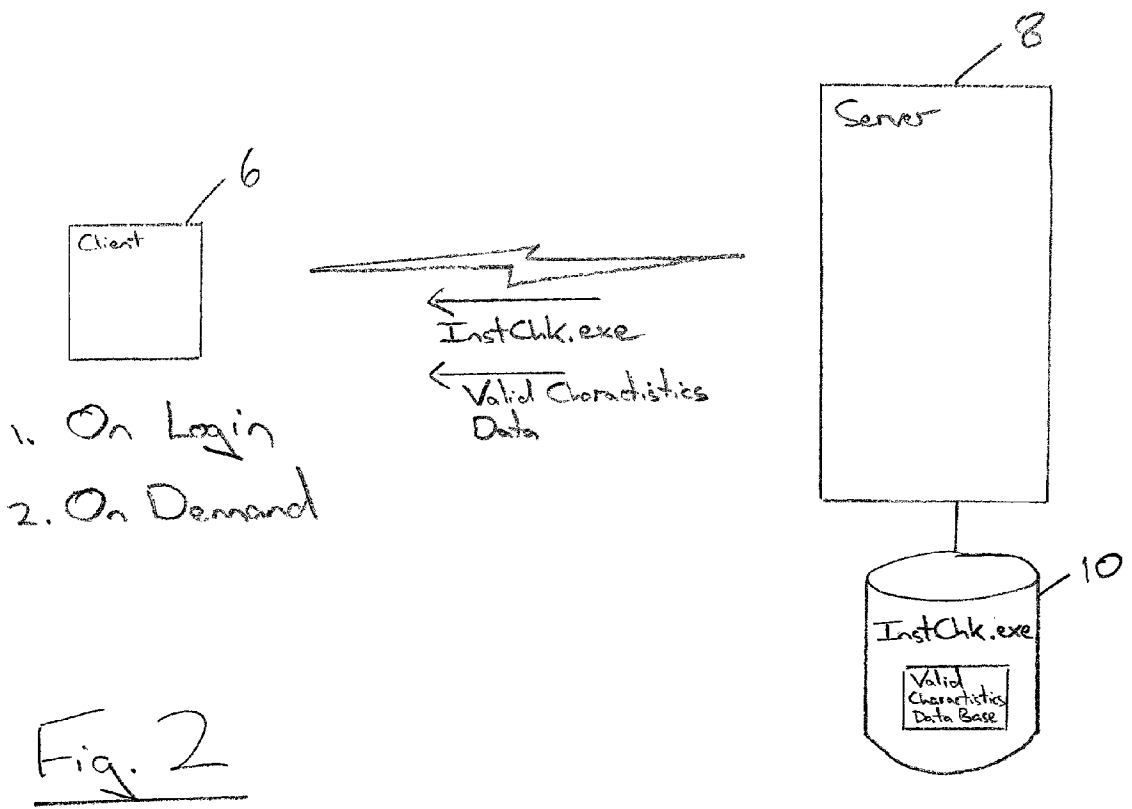 8
Server
6
Client
InstChk.exe
Valid Charactistics
Data
1. On Login
2. On Demand
10
InstChk.exe
Valid
Charactistics
Data Base
Fig. 2